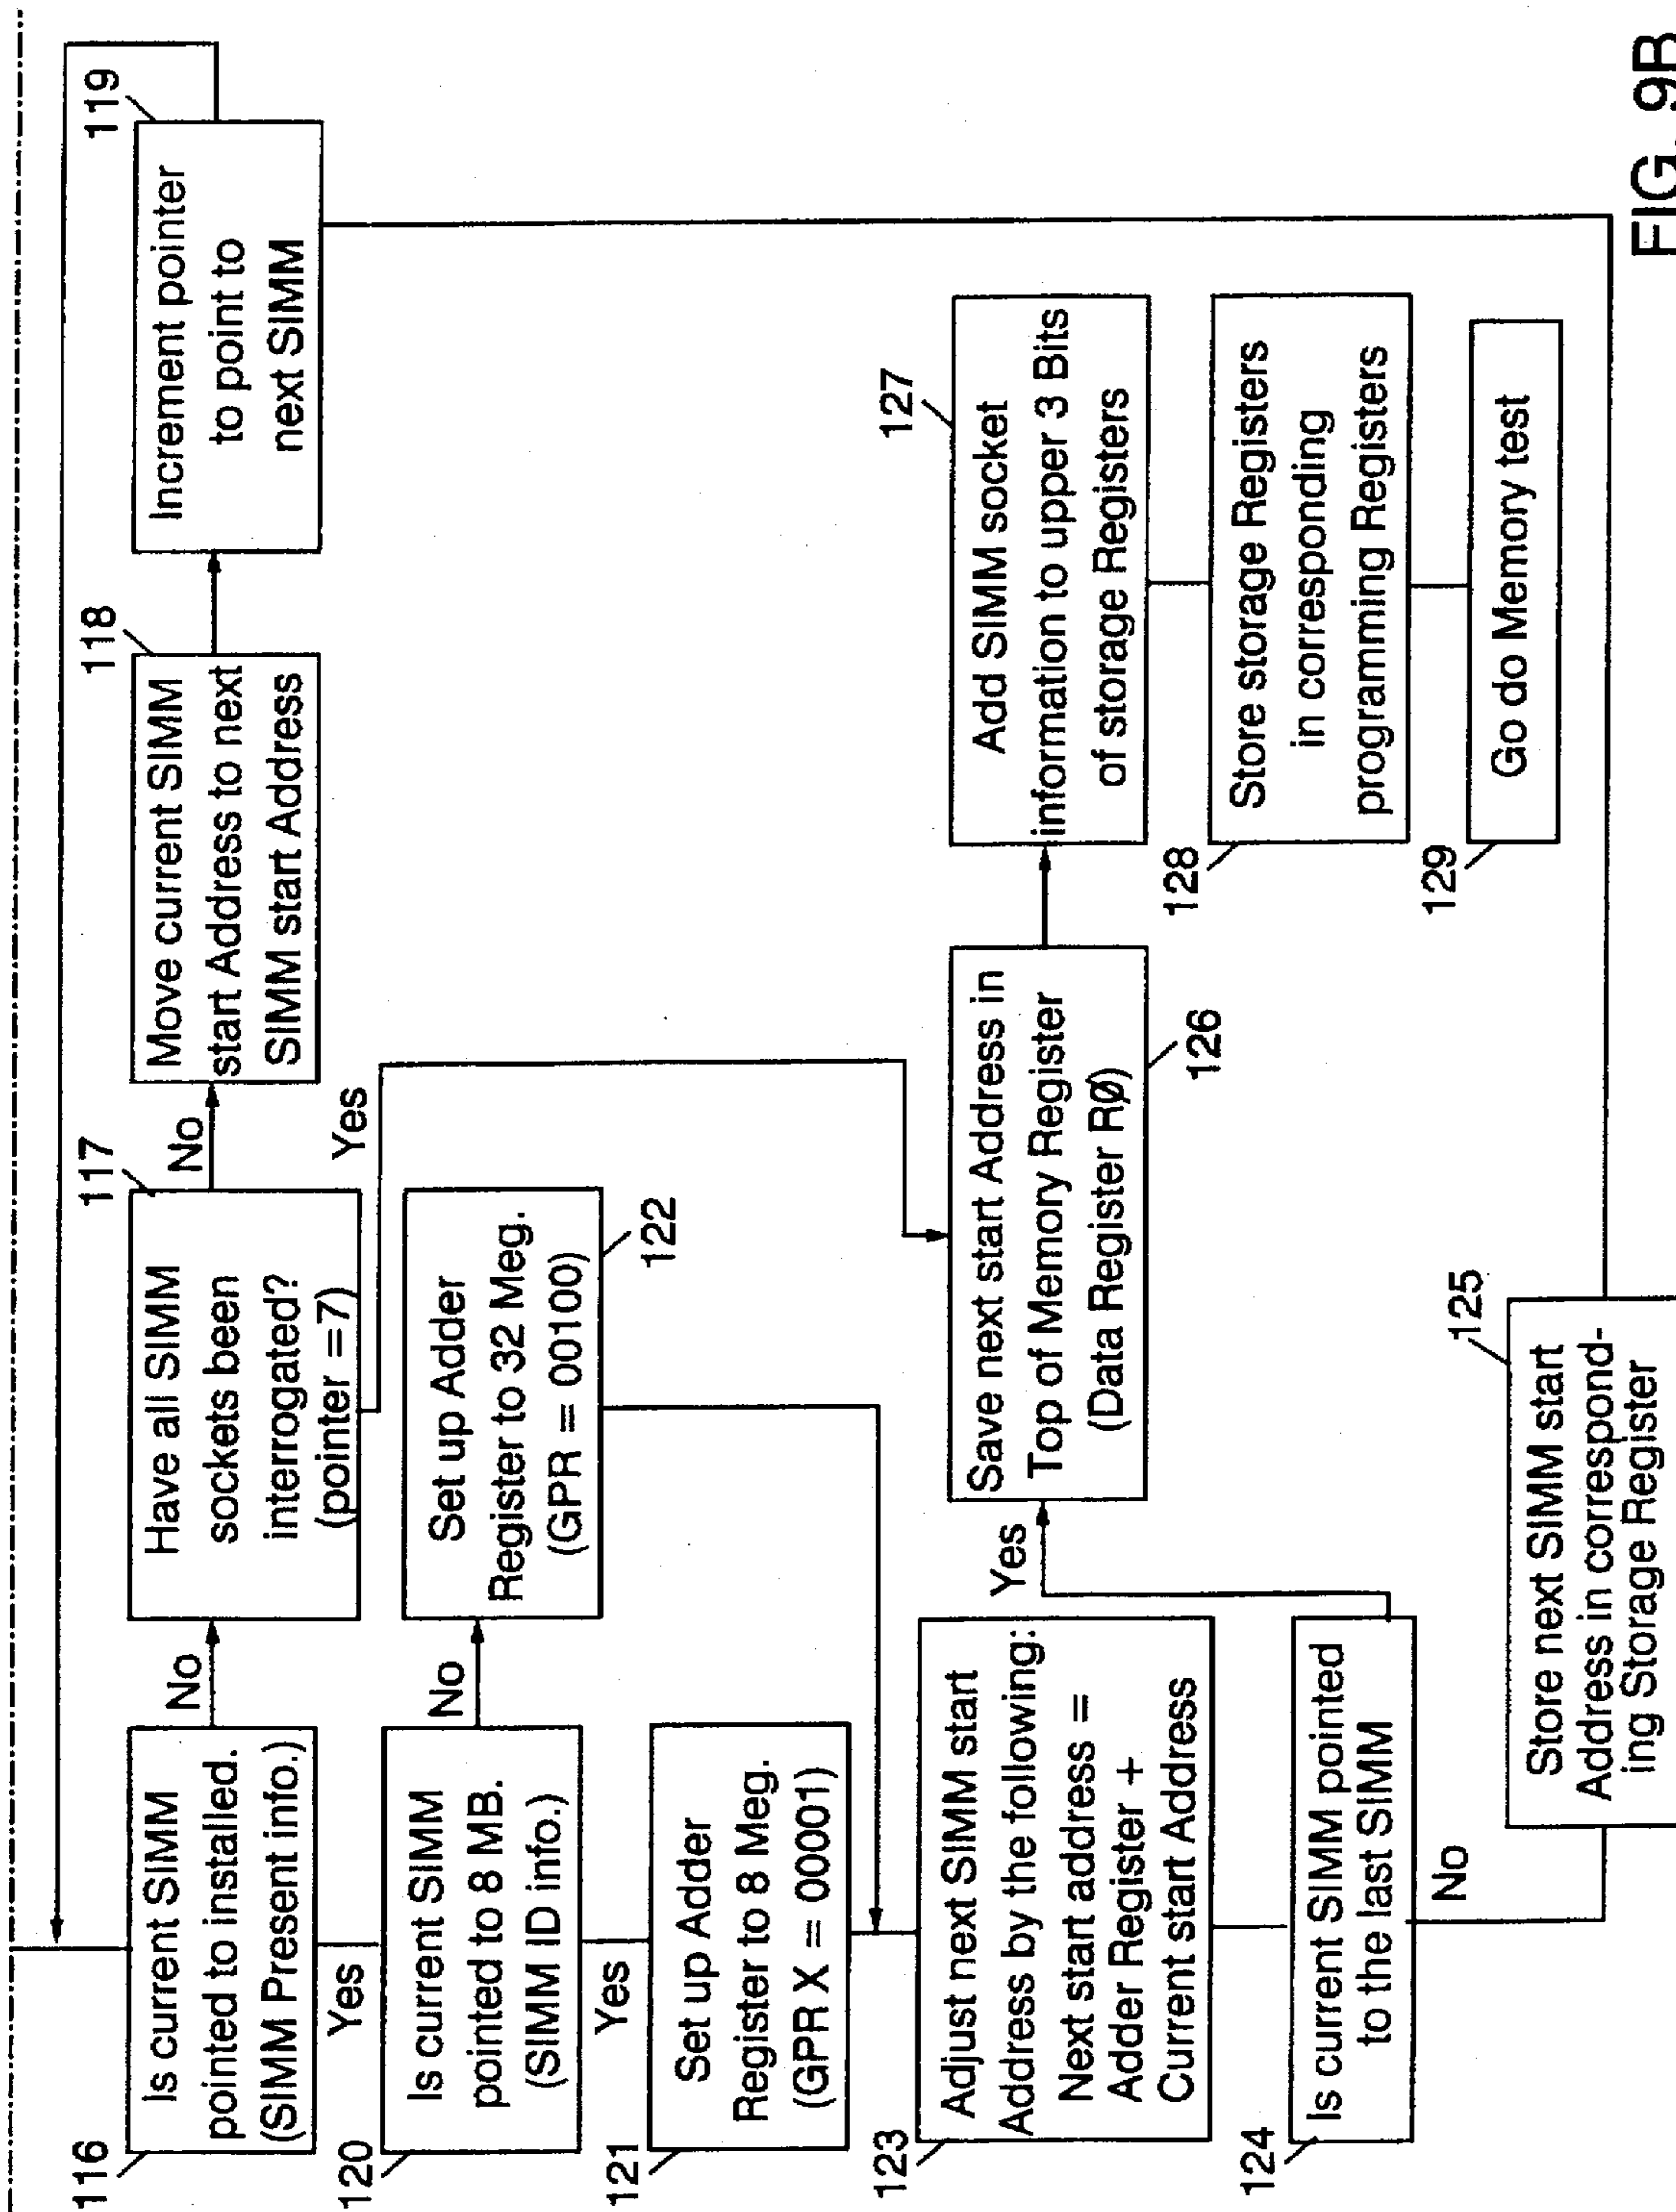 116
Is current SIMM
pointed to installed.
(SIMM Present info.)
No
Yes
117
Have all SIMM
sockets been
interrogated?
(pointer =7)
No
Yes
118
Move current SIMM
start Address to next
SIMM start Address
119
Increment pointer
to point to
next SIMM
120
Is current SIMM
pointed to 8 MB.
(SIMM ID info.)
No
Yes
121
Set up Adder
Register to 8 Meg.
(GPR X = 00001)
122
Set up Adder
Register to 32 Meg.
(GPR = 00100)
123
Adjust next SIMM start
Address by the following:
Next start address =
Adder Register +
Current start Address
124
Is current SIMM pointed
to the last SIMM
Yes
No
125
Store next SIMM start
Address in correspond-
ing Storage Register
126
Save next start Address in
Top of Memory Register
(Data Register RØ)
127
Add SIMM socket
information to upper 3 Bits
of storage Registers
128
Store storage Registers
in corresponding
programming Registers
129
Go do Memory test
FIG. 9B